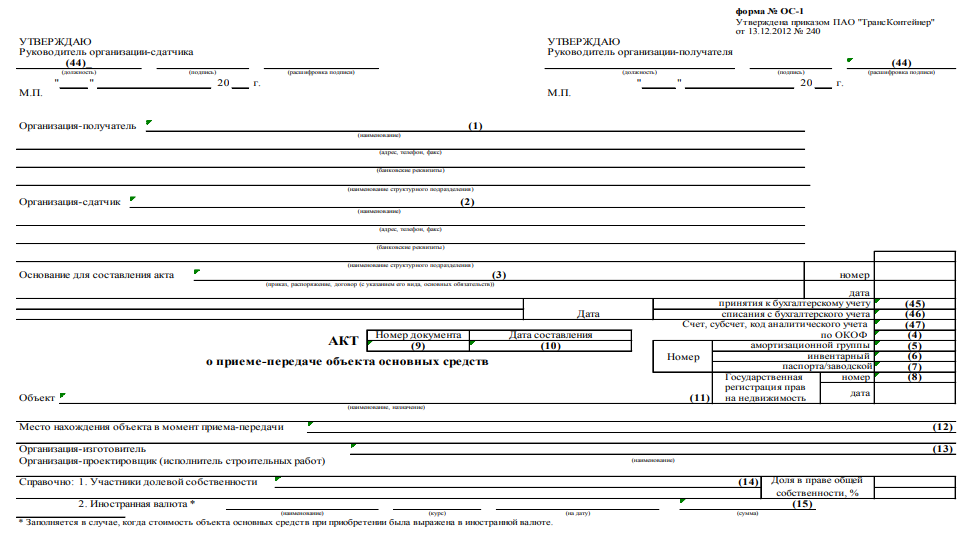 форма № ОС-1
Утверждена приказом ПАО "ТрансКонтейнер"
от 13.12.2012 № 240
УТВЕРЖДАЮ УТВЕРЖДАЮ
Руководитель организации-сдатчика Руководитель организации-получателя
(44) (44)
(должность) (подпись) (расшифровка подписи) (должность) (подпись) (расшифровка подписи)
" " 20 г. " " 20 г.
М.П. М.П.
Организация-получатель (1)
(наименование)
(адрес, телефон, факс)
(банковские реквизиты)
(наименование структурного подразделения)
Организация-сдатчик (2)
(наименование)
(адрес, телефон, факс)
(банковские реквизиты)
(наименование структурного подразделения)
Основание для составления акта (3) номер
(приказ, распоряжение, договор (с указанием его вида, основных обязательств))
дата
Дата принятия к бухгалтерскому учету (45)
списания с бухгалтерского учета (46)
Счет, субсчет, код аналитического учета (47)
по ОКОФ (4)
АКТ Номер документа Дата составления
(9) (10)
Номер амортизационной группы (5)
инвентарный (6)
паспорта/заводской (7)
о приеме-передаче объекта основных средств
Государственная регистрация прав на недвижимость номер (8)
дата
Объект (11)
(наименование, назначение)
Место нахождения объекта в момент приема-передачи (12)
Организация-изготовитель (13)
Организация-проектировщик (исполнитель строительных работ) (наименование)
Справочно: 1. Участники долевой собственности (14) Доля в праве общей собственности, %
2. Иностранная валюта * (15)
(наименование) (курс) (на дату) (сумма)
* Заполняется в случае, когда стоимость объекта основных средств при приобретении была выражена в иностранной валюте.